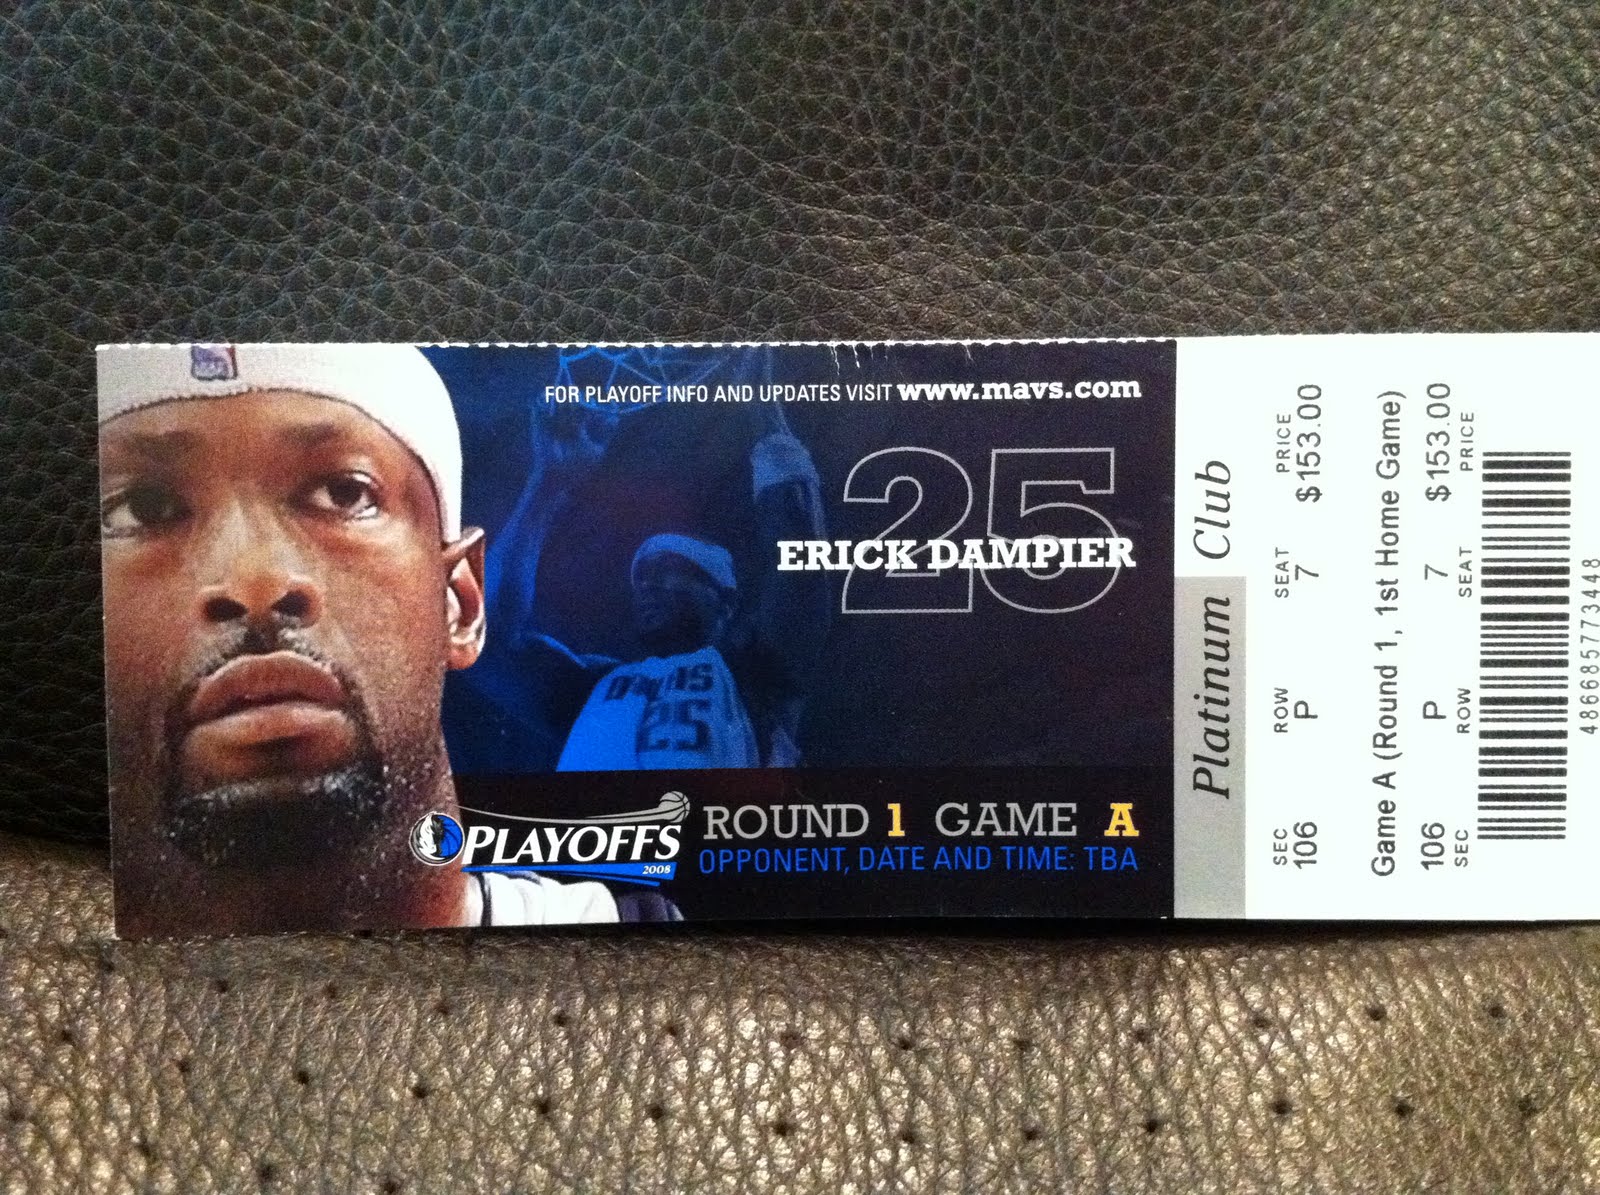 FOR PLAYOFF INFO AND UPDATES VISIT www.mavs.com
25
ERICK DAMPIER
DALLAS
25
PLAYOFFS
2008
ROUND 1 GAME A
OPPONENT, DATE AND TIME: TBA
Platinum Club
SEC ROW SEAT PRICE
106 P 7 $153.00
Game A (Round 1, 1st Home Game)
106 P 7 $153.00
SEC ROW SEAT PRICE
486685773448